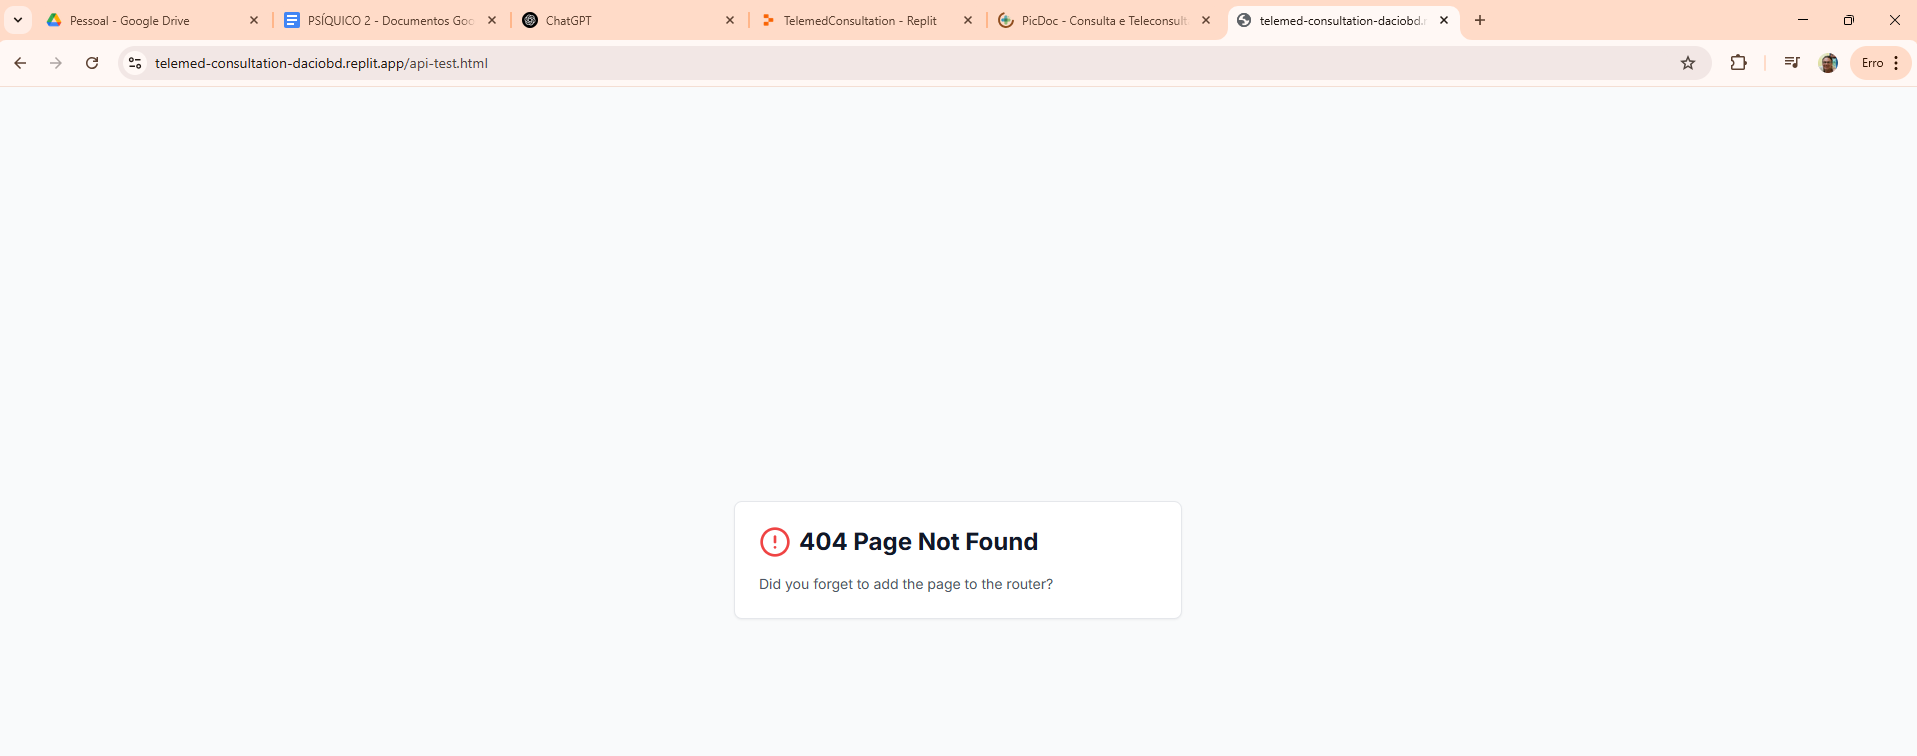 Pessoal - Google Drive
PSÍQUICO 2 - Documentos Goo
ChatGPT
TelemedConsultation - Replit
PicDoc - Consulta e Teleconsult
telemed-consultation-daciobd.r
telemed-consultation-daciobd.replit.app/api-test.html
Erro
404 Page Not Found
Did you forget to add the page to the router?